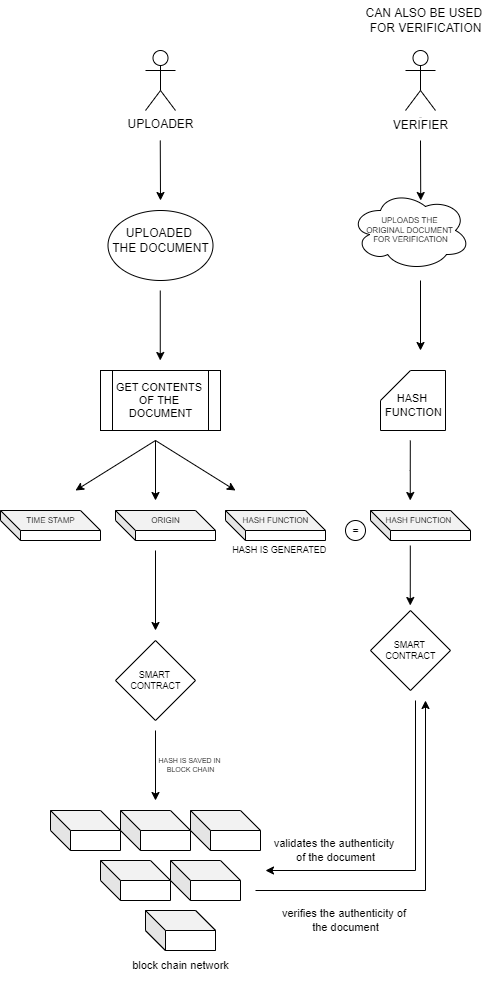 CAN ALSO BE USED
FOR VERIFICATION
UPLOADER
VERIFIER
UPLOADED
THE DOCUMENT
UPLOADS THE
ORIGINAL DOCUMENT
FOR VERIFICATION
GET CONTENTS
OF THE
DOCUMENT
HASH
FUNCTION
TIME STAMP
ORIGIN
HASH FUNCTION
=
HASH FUNCTION
HASH IS GENERATED
SMART
CONTRACT
SMART
CONTRACT
HASH IS SAVED IN
BLOCK CHAIN
validates the authenticity
of the document
verifies the authenticity of
the document
block chain network